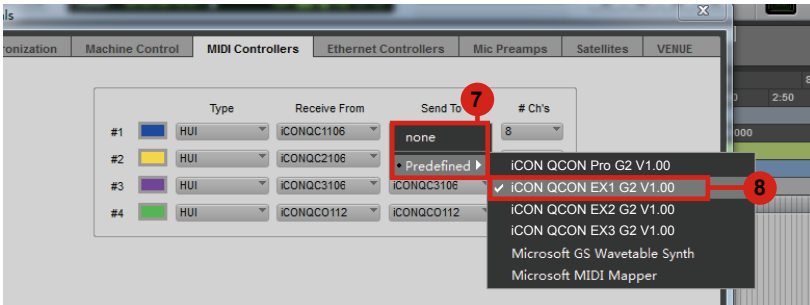 ls
ronization Machine Control MIDI Controllers Ethernet Controllers Mic Preamps Satellites VENUE
Type Receive From Send To # Ch's
7
#1 HUI iCONQC1106 none 8
#2 HUI iCONQC2106 • Predefined
#3 HUI iCONQC3106 iCONQC3106
#4 HUI iCONQCO112 iCONQCO112
iCON QCON Pro G2 V1.00
✓ iCON QCON EX1 G2 V1.00
8
iCON QCON EX2 G2 V1.00
iCON QCON EX3 G2 V1.00
Microsoft GS Wavetable Synth
Microsoft MIDI Mapper
2:50
000